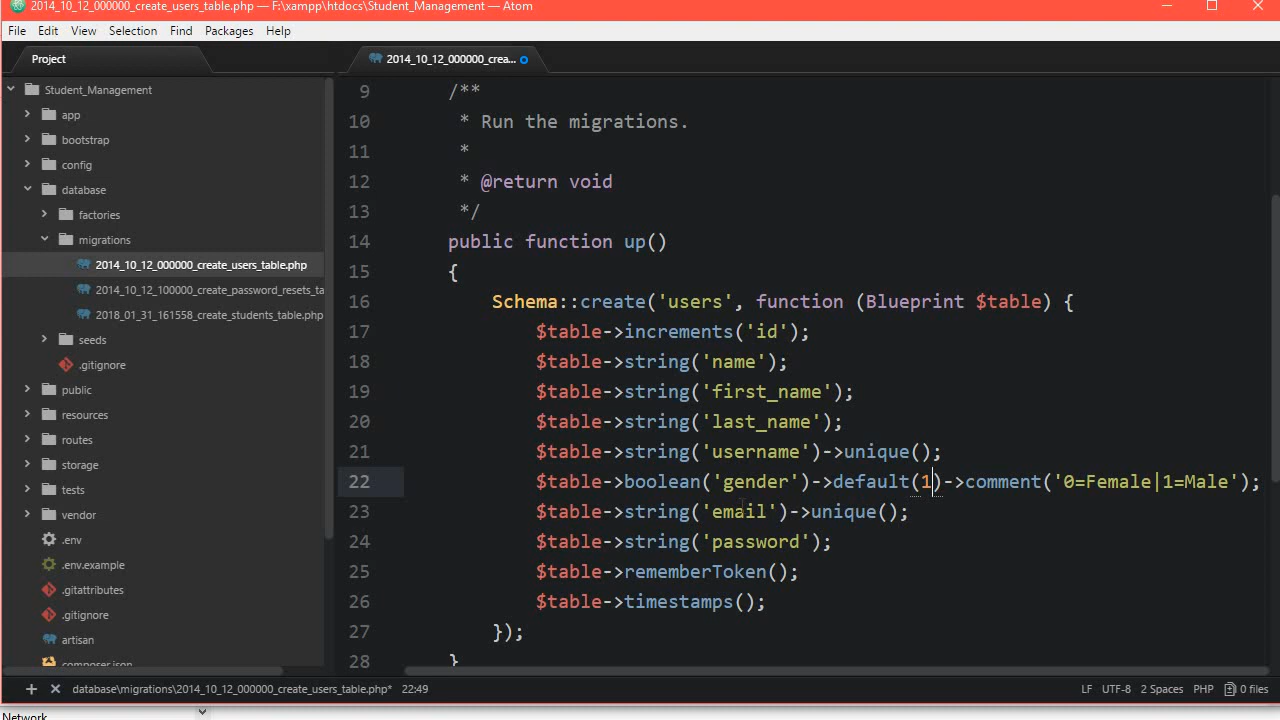 2014_10_12_000000_create_users_table.php — F:\xampp\htdocs\Student_Management — Atom
File Edit View Selection Find Packages Help
Project
2014_10_12_000000_crea...
Student_Management
app
bootstrap
config
database
factories
migrations
2014_10_12_000000_create_users_table.php
2014_10_12_100000_create_password_resets_ta
2018_01_31_161558_create_students_table.php
seeds
.gitignore
public
resources
routes
storage
tests
vendor
.env
.env.example
.gitattributes
.gitignore
artisan
composer.json
9 /**
10 * Run the migrations.
11 *
12 * @return void
13 */
14 public function up()
15 {
16 Schema::create('users', function (Blueprint $table) {
17 $table->increments('id');
18 $table->string('name');
19 $table->string('first_name');
20 $table->string('last_name');
21 $table->string('username')->unique();
22 $table->boolean('gender')->default(1)->comment('0=Female|1=Male');
23 $table->string('email')->unique();
24 $table->string('password');
25 $table->rememberToken();
26 $table->timestamps();
27 });
28 }
+ × database\migrations\2014_10_12_000000_create_users_table.php* 22:49 LF UTF-8 2 Spaces PHP 0 files
Network